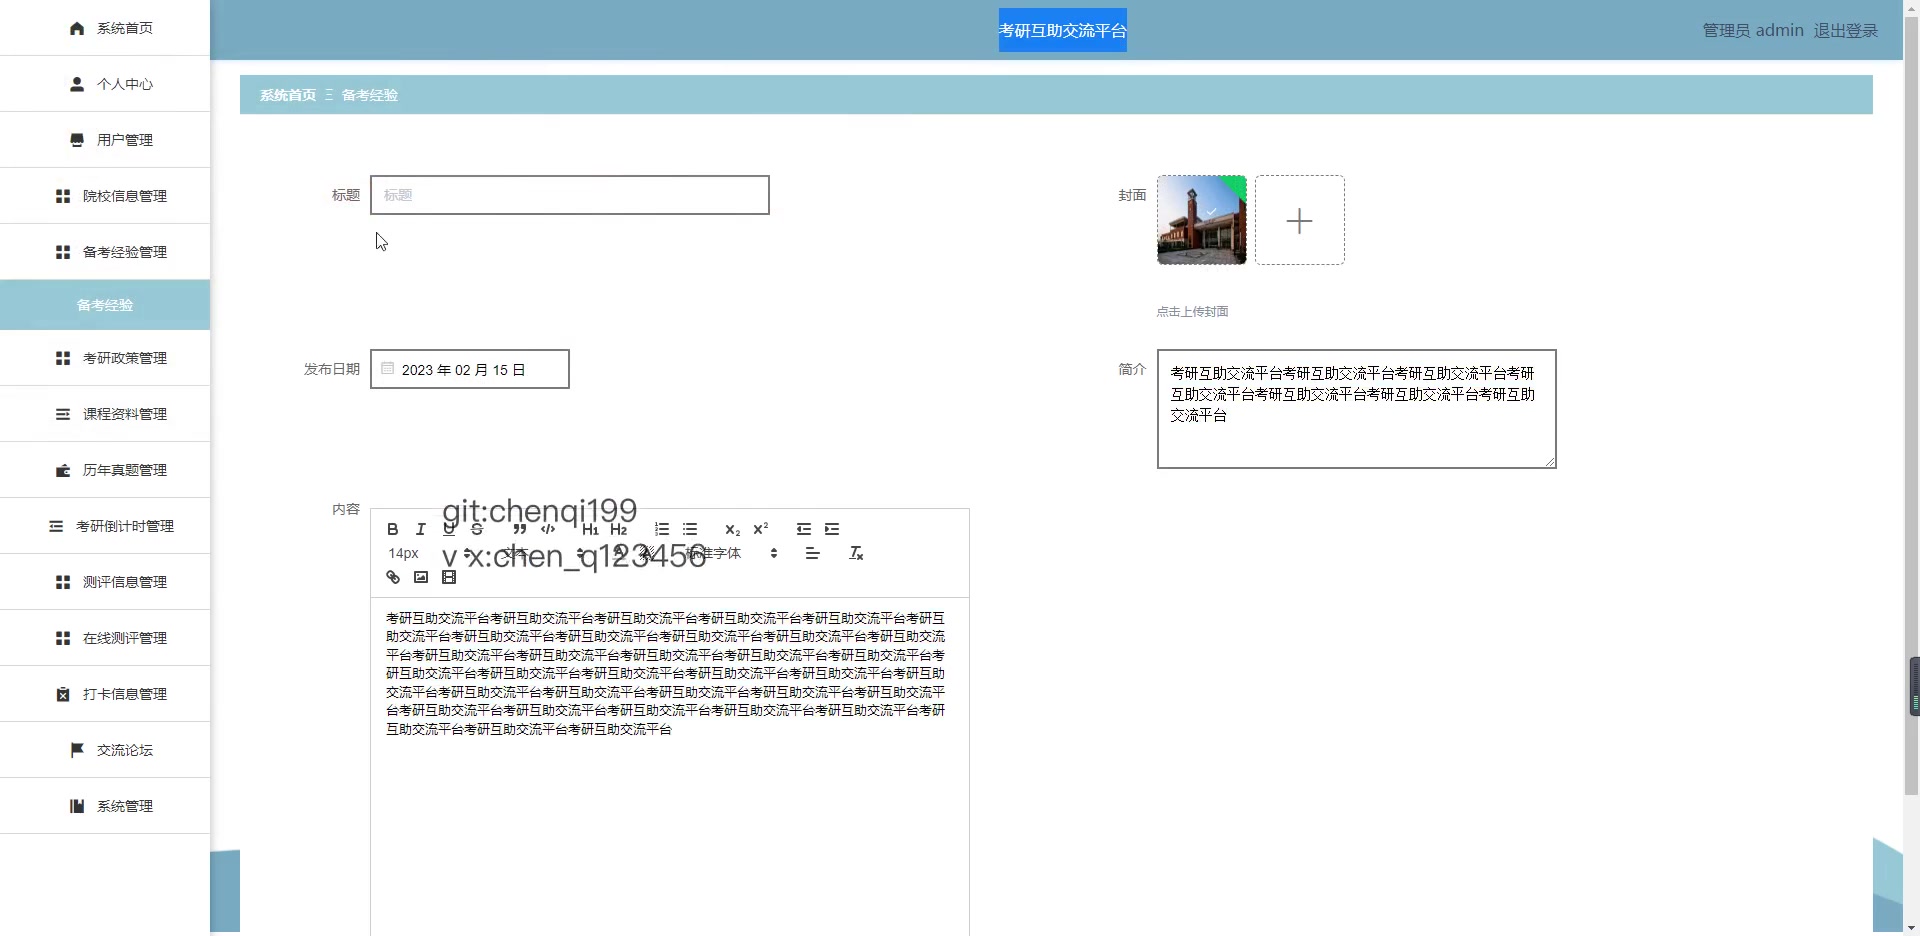 系统首页
个人中心
用户管理
院校信息管理
备考经验管理
备考经验
考研政策管理
课程资料管理
历年真题管理
考研倒计时管理
测评信息管理
在线测评管理
打卡信息管理
交流论坛
系统管理
考研互助交流平台
管理员 admin 退出登录
系统首页 Ξ 备考经验
标题 标题
封面
点击上传封面
发布日期 2023 年 02 月 15 日
简介
考研互助交流平台考研互助交流平台考研互助交流平台考研
互助交流平台考研互助交流平台考研互助交流平台考研互助
交流平台
内容
git:chenqi199
v x:chen_q123456
B I U S ” </> H1 H2 X2 X2
14px 文本 标准字体
考研互助交流平台考研互助交流平台考研互助交流平台考研互助交流平台考研互助交流平台考研互
助交流平台考研互助交流平台考研互助交流平台考研互助交流平台考研互助交流平台考研互助交流
平台考研互助交流平台考研互助交流平台考研互助交流平台考研互助交流平台考研互助交流平台考
研互助交流平台考研互助交流平台考研互助交流平台考研互助交流平台考研互助交流平台考研互助
交流平台考研互助交流平台考研互助交流平台考研互助交流平台考研互助交流平台考研互助交流平
台考研互助交流平台考研互助交流平台考研互助交流平台考研互助交流平台考研互助交流平台考研
互助交流平台考研互助交流平台考研互助交流平台